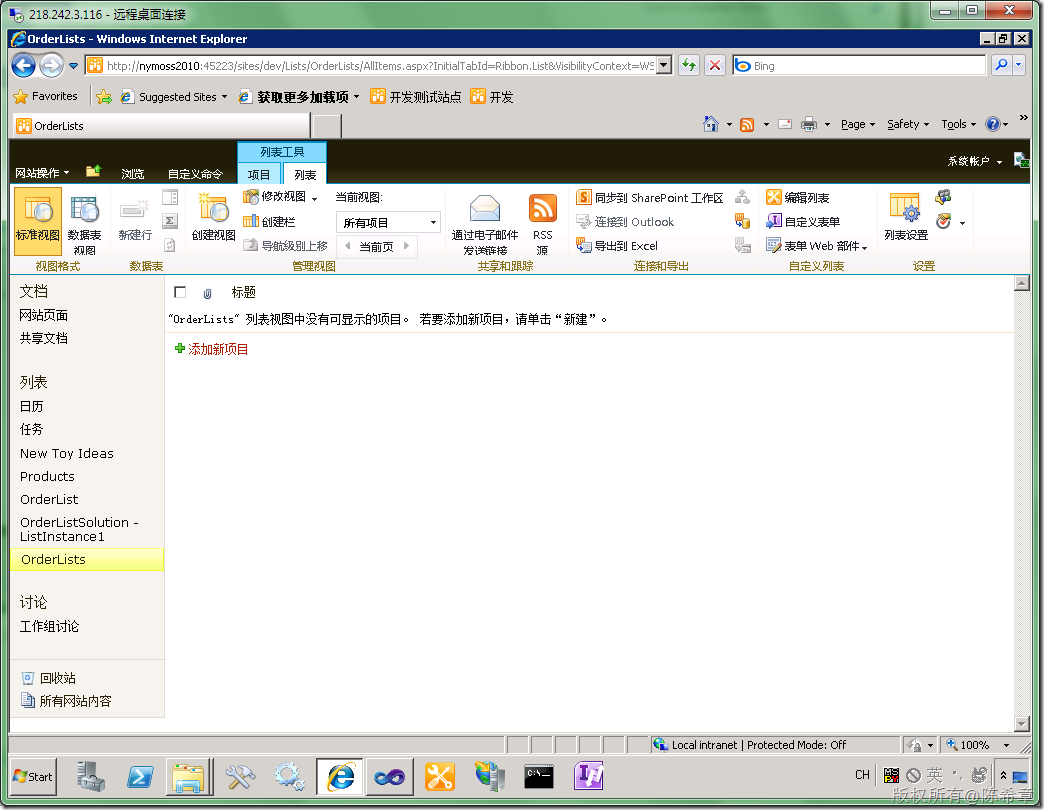 218.242.3.116 - 远程桌面连接
OrderLists - Windows Internet Explorer
http://nymoss2010:45223/sites/dev/Lists/OrderLists/AllItems.aspx?InitialTabId=Ribbon.List&VisibilityContext=WS
Bing
Favorites Suggested Sites 获取更多加载项 开发测试站点 开发
OrderLists
Page Safety Tools
列表工具
系统帐户
网站操作 浏览 自定义命令 项目 列表
标准视图 数据表视图 新建行 创建视图 修改视图 当前视图: 通过电子邮件发送链接 RSS 源 同步到 SharePoint 工作区 编辑列表 列表设置
创建栏 所有项目 连接到 Outlook 自定义表单
导航级别上移 当前页 导出到 Excel 表单 Web 部件
视图格式 数据表 管理视图 共享和跟踪 连接和导出 自定义列表 设置
文档
网站页面
共享文档
列表
日历
任务
New Toy Ideas
Products
OrderList
OrderListSolution -
ListInstance1
OrderLists
讨论
工作组讨论
回收站
所有网站内容
标题
"OrderLists" 列表视图中没有可显示的项目。 若要添加新项目，请单击“新建”。
添加新项目
Local intranet | Protected Mode: Off
100%
Start
C:\
CH
英
版权所有@陈希章